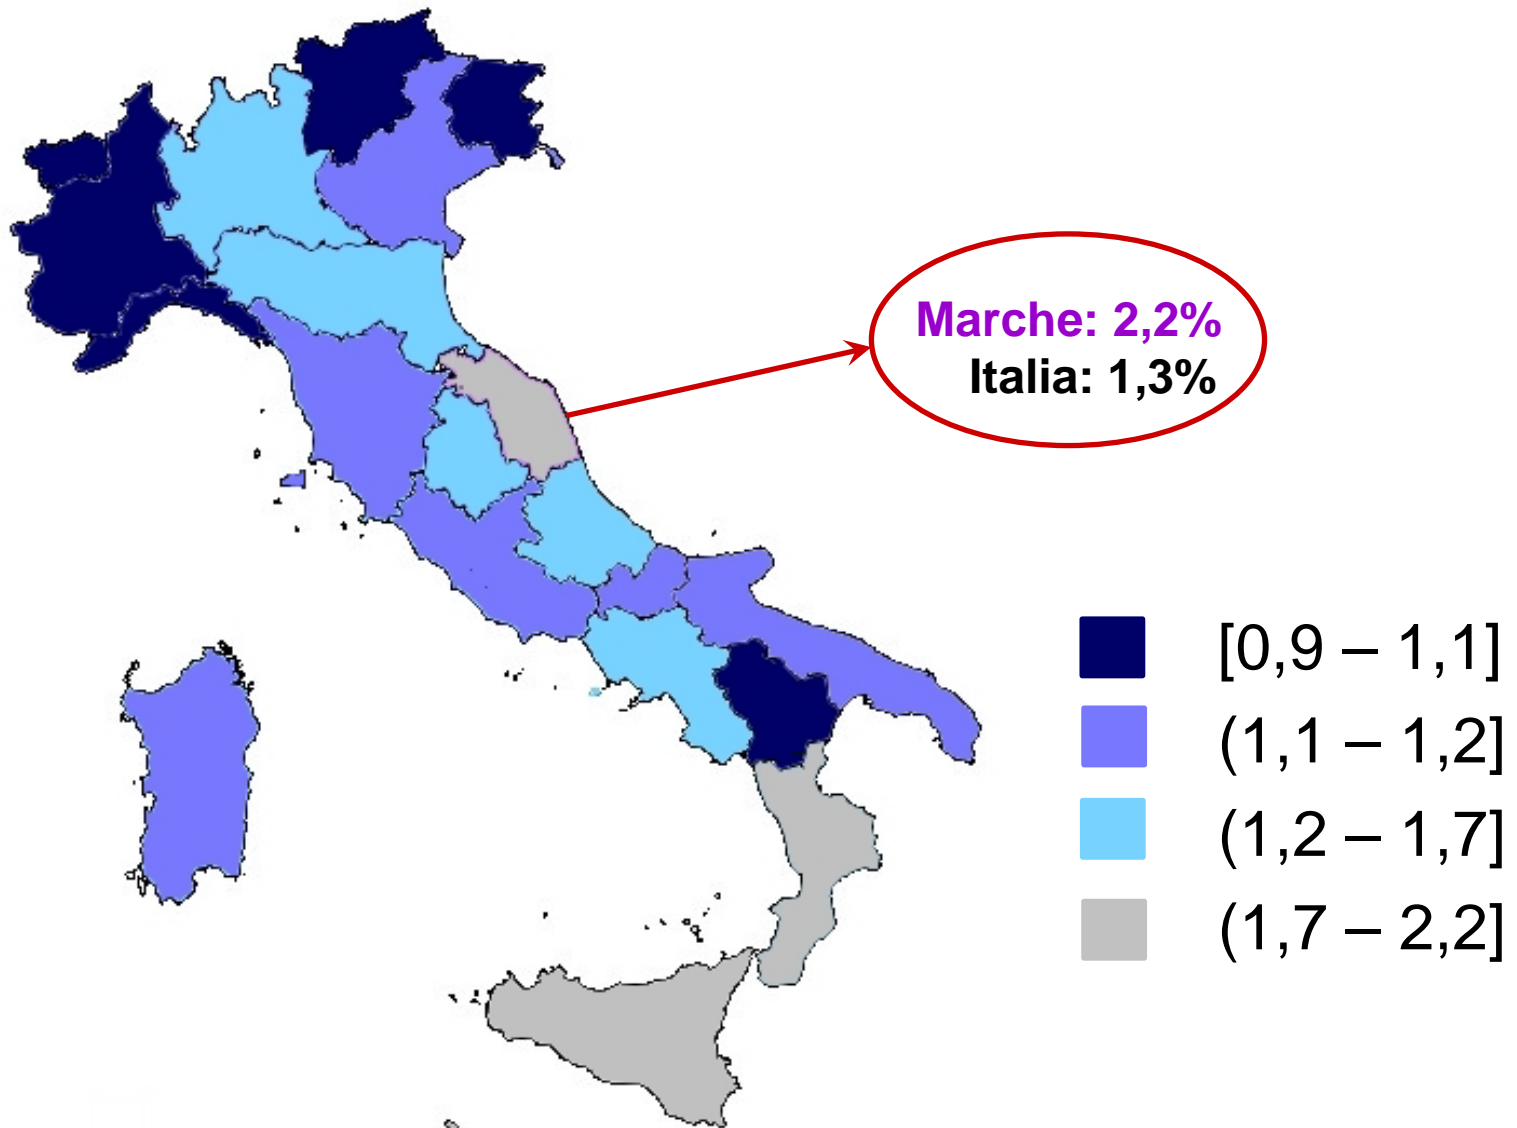 Marche: 2,2%
Italia: 1,3%
[0,9 – 1,1]
(1,1 – 1,2]
(1,2 – 1,7]
(1,7 – 2,2]